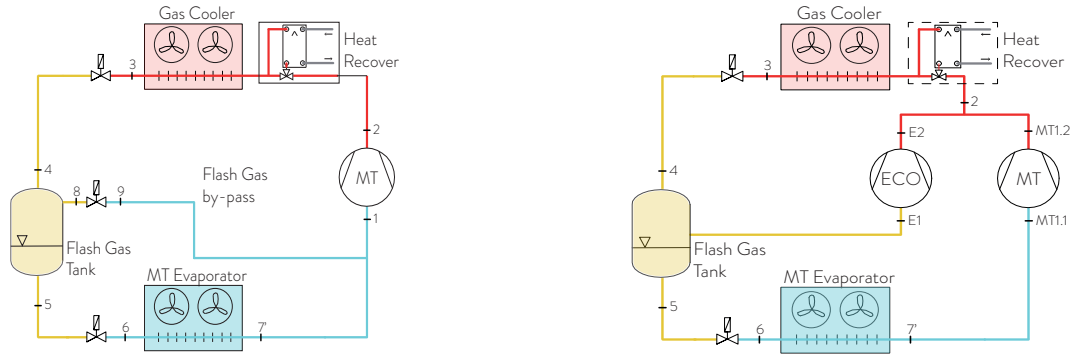 Gas Cooler
Heat
Recover
3
2
4
Flash Gas
by-pass
MT
8
9
1
Flash Gas
Tank
MT Evaporator
5
6
7'
Gas Cooler
Heat
Recover
3
2
E2
MT1.2
4
ECO
MT
E1
MT1.1
Flash Gas
Tank
MT Evaporator
5
6
7'